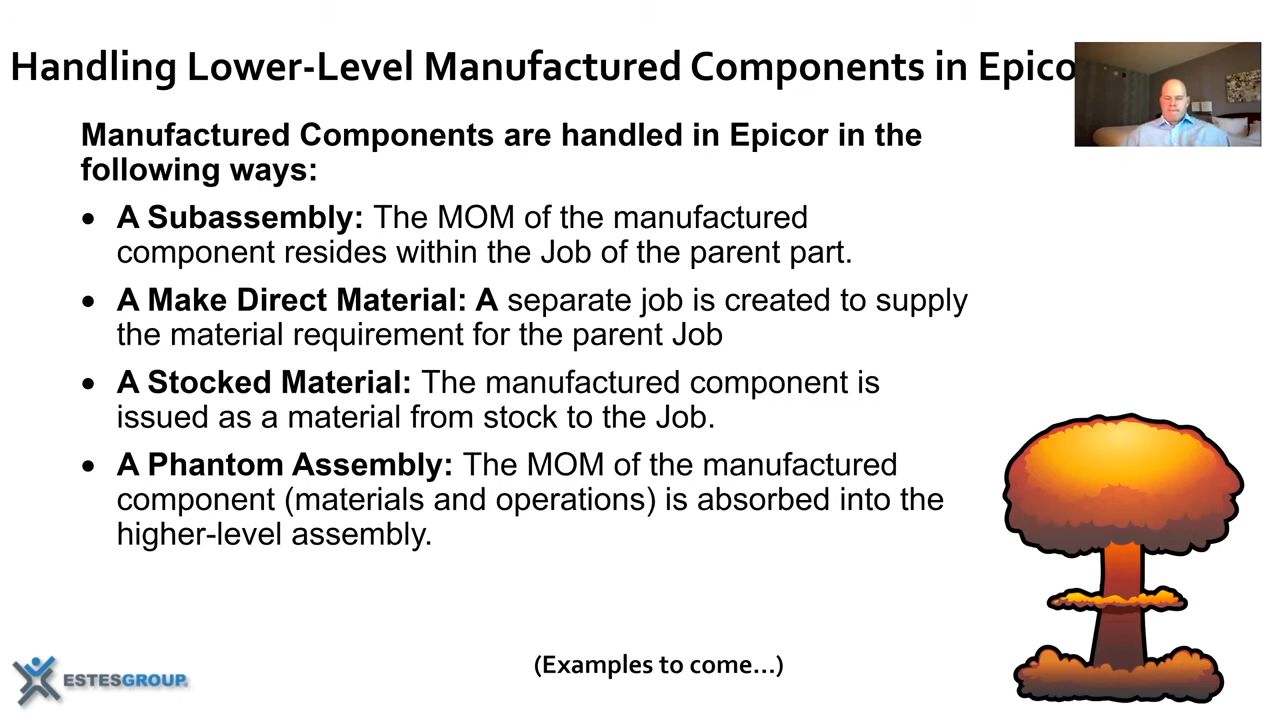 Handling Lower-Level Manufactured Components in Epico
Manufactured Components are handled in Epicor in the
following ways:
• A Subassembly: The MOM of the manufactured
component resides within the Job of the parent part.
• A Make Direct Material: A separate job is created to supply
the material requirement for the parent Job
• A Stocked Material: The manufactured component is
issued as a material from stock to the Job.
• A Phantom Assembly: The MOM of the manufactured
component (materials and operations) is absorbed into the
higher-level assembly.
(Examples to come...)
ESTESGROUP